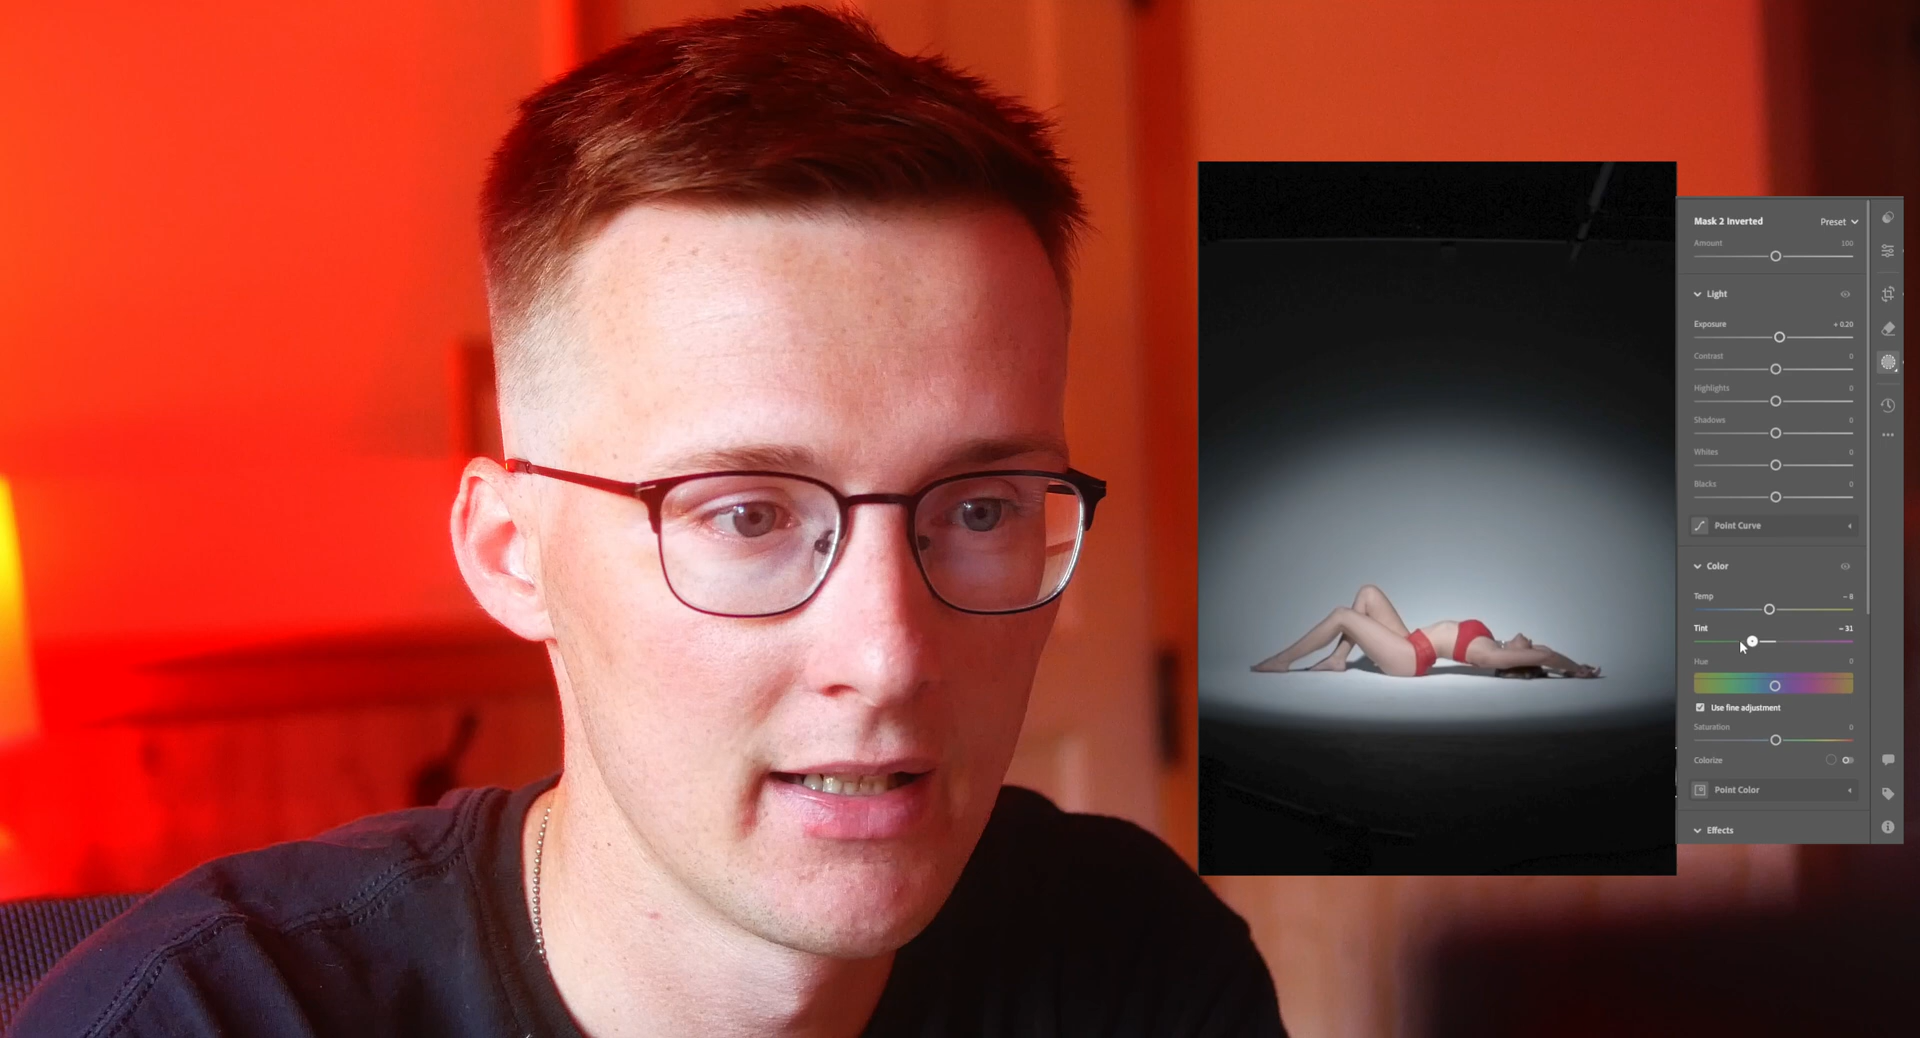 Mask 2 Inverted Preset
Amount 100
Light
Exposure + 0.20
Contrast 0
Highlights 0
Shadows 0
Whites 0
Blacks 0
Point Curve
Color
Temp - 8
Tint - 31
Hue 0
Use fine adjustment
Saturation 0
Colorize
Point Color
Effects